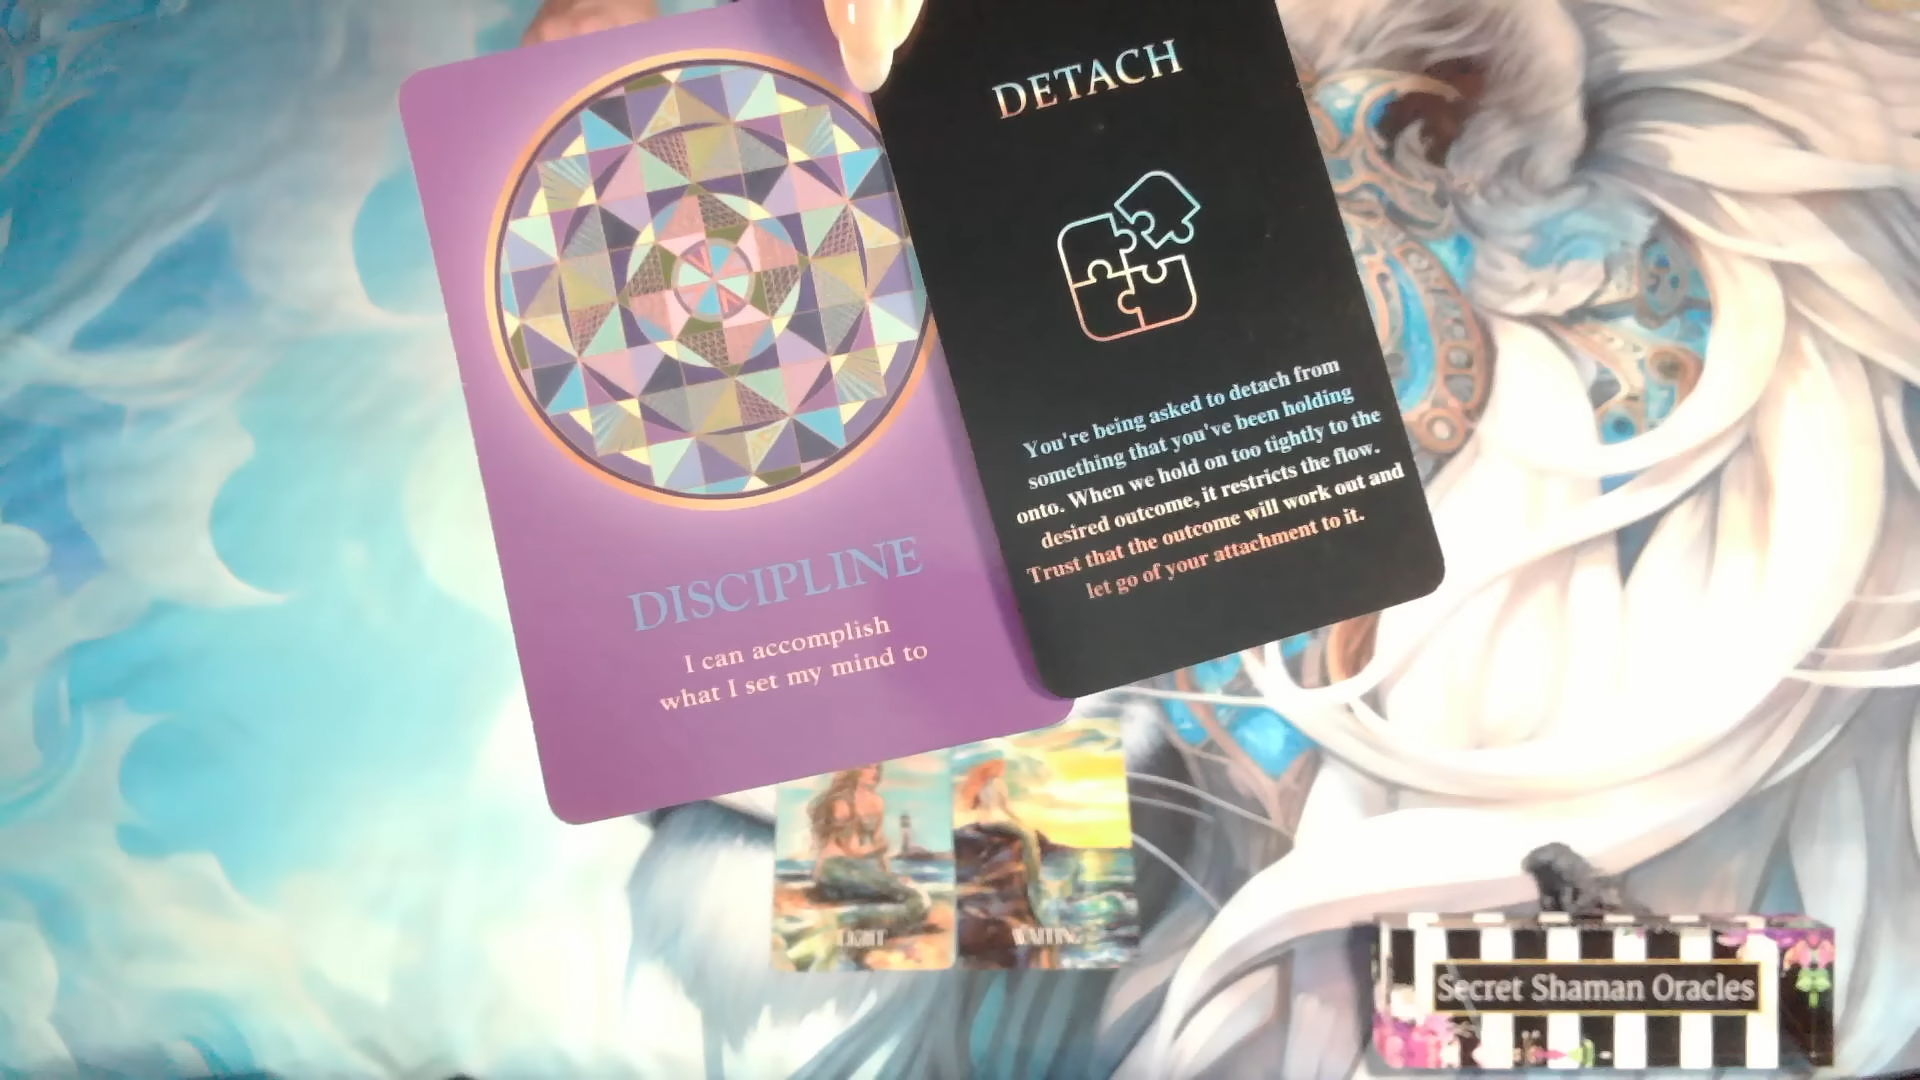 DETACH
You're being asked to detach from
something that you've been holding
onto. When we hold on too tightly to the
desired outcome, it restricts the flow.
Trust that the outcome will work out and
let go of your attachment to it.
DISCIPLINE
I can accomplish
what I set my mind to
LIGHT
WAITING
Secret Shaman Oracles